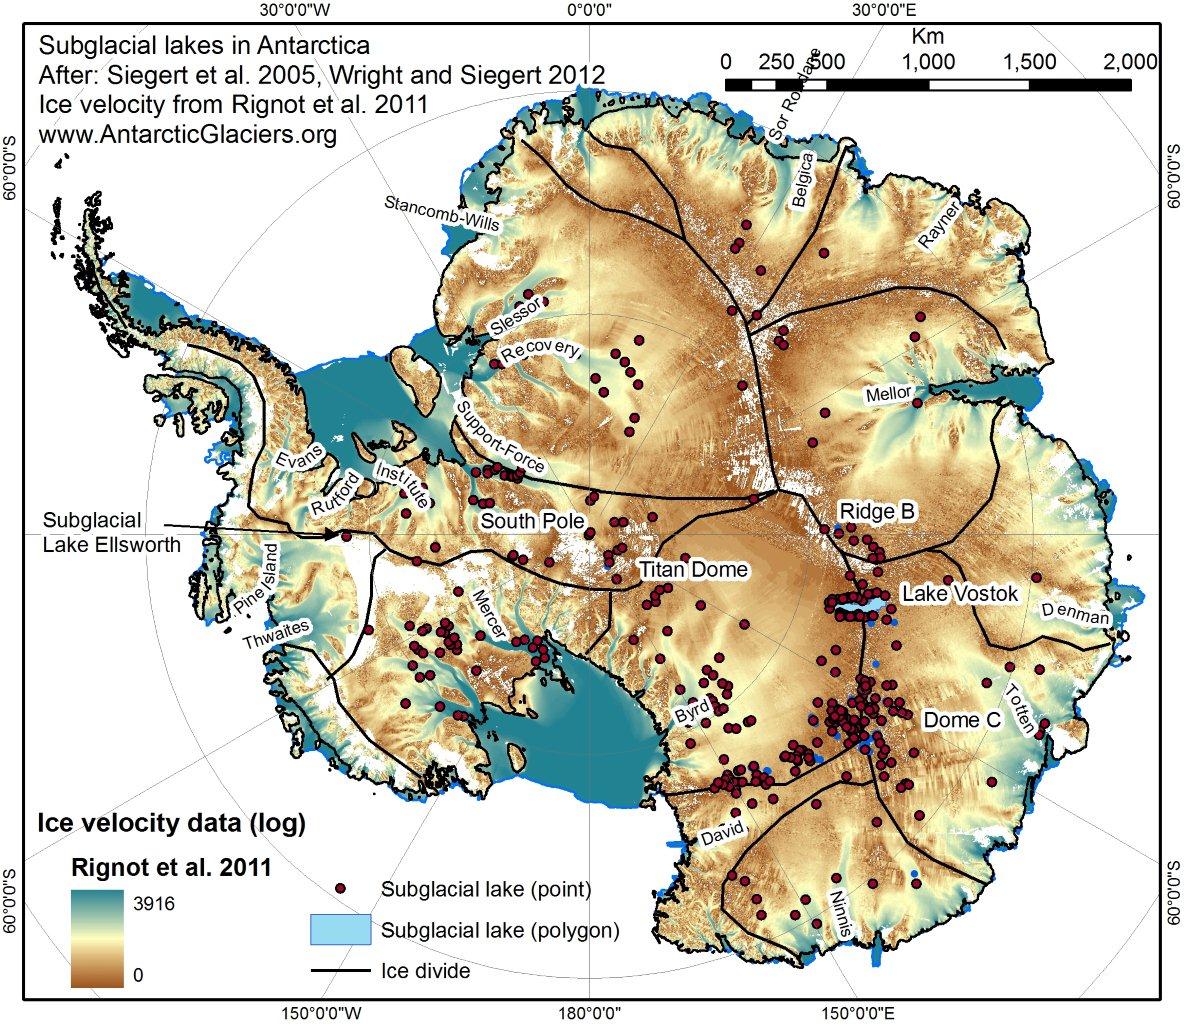 30°0'0"W
0°0'0"
30°0'0"E
Subglacial lakes in Antarctica
After: Siegert et al. 2005, Wright and Siegert 2012
Ice velocity from Rignot et al. 2011
www.AntarcticGlaciers.org
Km
0 250 500 1,000 1,500 2,000
60°0'0"S
60°0'0"S
Sor Rondane
Belgica
Rayner
Stancomb-Wills
Slessor
Recovery
Mellor
Support-Force
Evans
Rutford
Institute
South Pole
Ridge B
Subglacial
Lake Ellsworth
Titan Dome
Lake Vostok
Pine Island
Mercer
Denman
Thwaites
Byrd
Dome C
Totten
David
Ninnis
Ice velocity data (log)
Rignot et al. 2011
3916
0
Subglacial lake (point)
Subglacial lake (polygon)
Ice divide
60°0'0"S
60°0'0"S
150°0'0"W
180°0'0"
150°0'0"E